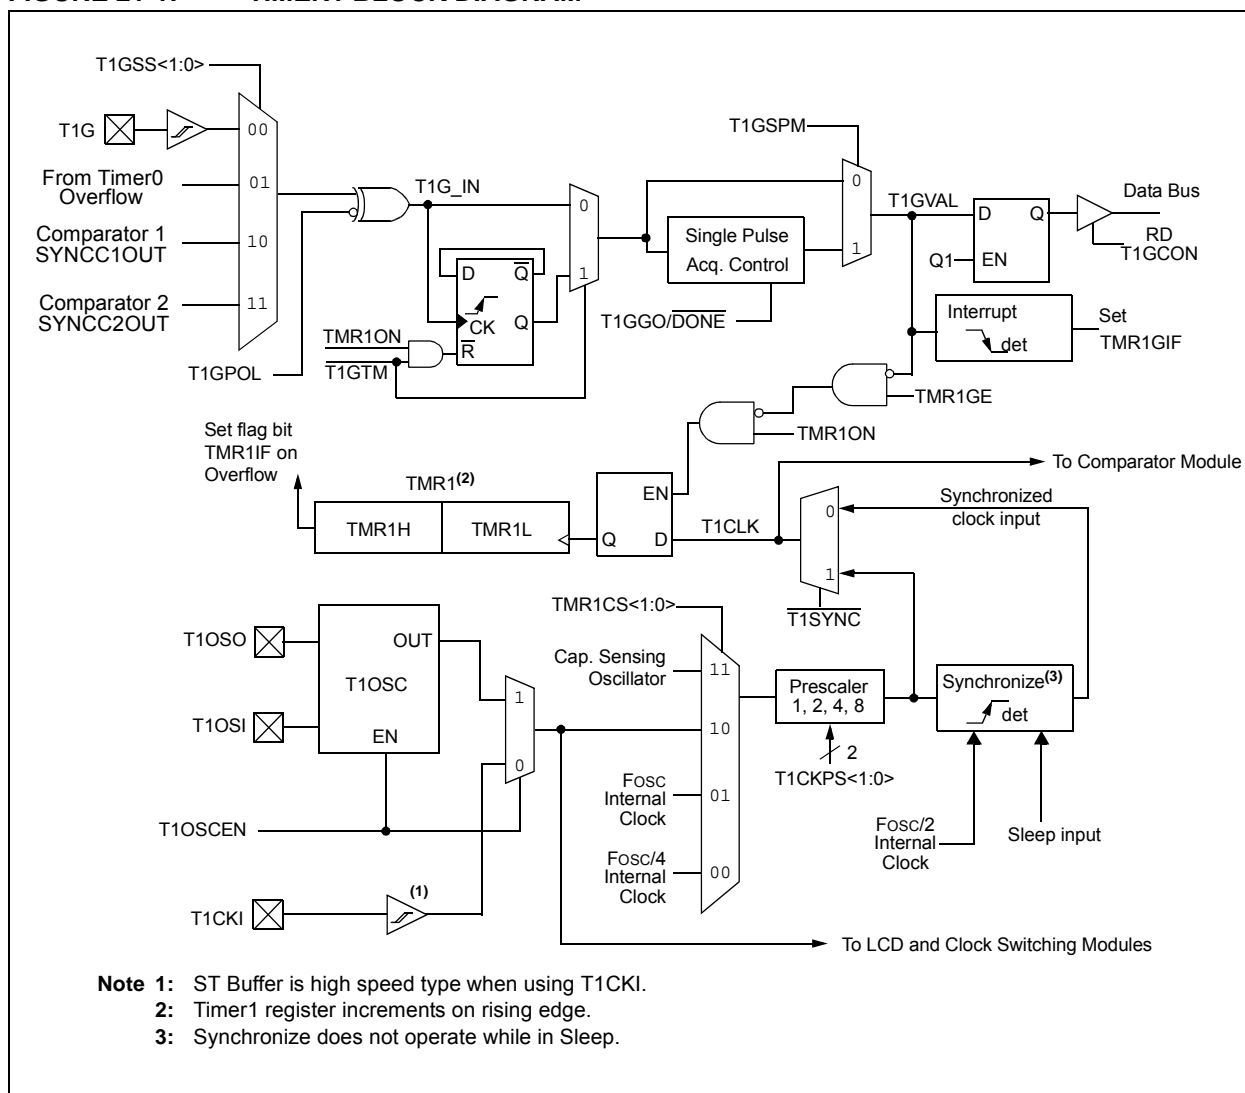 T1GSS<1:0>
T1G
00
From Timer0
Overflow
01
Comparator 1
SYNCC1OUT
10
Comparator 2
SYNCC2OUT
11
T1GPOL
T1G_IN
0
1
D
Q
CK
Q
R
TMR1ON
T1GTM
Single Pulse
Acq. Control
T1GGO/DONE
T1GSPM
0
1
T1GVAL
D
Q
Q1
EN
Data Bus
RD
T1GCON
Interrupt
det
Set
TMR1GIF
TMR1GE
TMR1ON
Set flag bit
TMR1IF on
Overflow
TMR1(2)
TMR1H
TMR1L
EN
Q
D
T1CLK
To Comparator Module
0
1
Synchronized
clock input
T1SYNC
T1OSO
OUT
T1OSC
T1OSI
EN
1
0
T1OSCEN
T1CKI
(1)
TMR1CS<1:0>
Cap. Sensing
Oscillator
11
10
FOSC
Internal
Clock
01
FOSC/4
Internal
Clock
00
Prescaler
1, 2, 4, 8
2
T1CKPS<1:0>
Synchronize(3)
det
FOSC/2
Internal
Clock
Sleep input
To LCD and Clock Switching Modules
Note 1: ST Buffer is high speed type when using T1CKI.
2: Timer1 register increments on rising edge.
3: Synchronize does not operate while in Sleep.